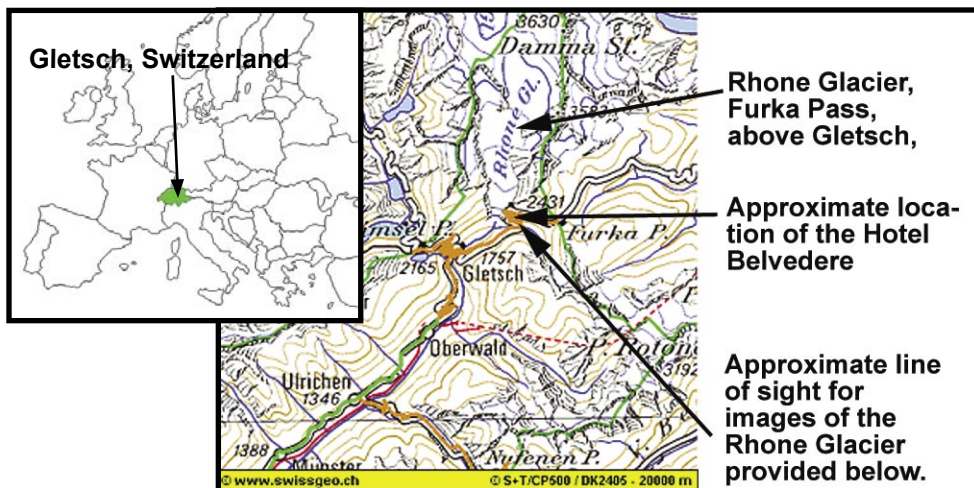 Gletsch, Switzerland
3630
Damma St.
Rhone Gl.
2431
Furka P.
2165
1757
Gletsch
Oberwald
Ulrichen
1346
3192
1388
Münster
Nufenen P.
© www.swissgeo.ch
© S+T/CP500 / DK2405 - 20000 m
Rhone Glacier,
Furka Pass,
above Gletsch,
Approximate loca-
tion of the Hotel
Belvedere
Approximate line
of sight for
images of the
Rhone Glacier
provided below.